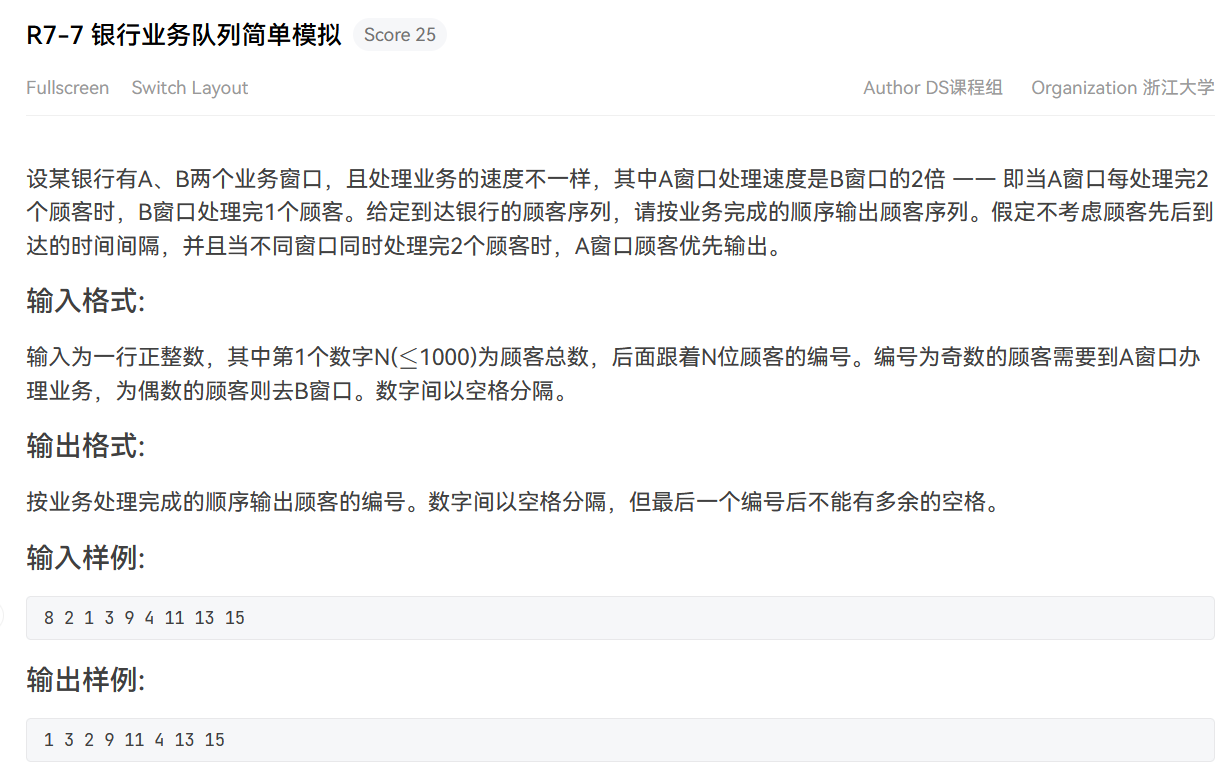 R7-7 银行业务队列简单模拟 Score 25
Fullscreen Switch Layout Author DS课程组 Organization 浙江大学
设某银行有A、B两个业务窗口，且处理业务的速度不一样，其中A窗口处理速度是B窗口的2倍 —— 即当A窗口每处理完2
个顾客时，B窗口处理完1个顾客。给定到达银行的顾客序列，请按业务完成的顺序输出顾客序列。假定不考虑顾客先后到
达的时间间隔，并且当不同窗口同时处理完2个顾客时，A窗口顾客优先输出。
输入格式:
输入为一行正整数，其中第1个数字N(≤1000)为顾客总数，后面跟着N位顾客的编号。编号为奇数的顾客需要到A窗口办
理业务，为偶数的顾客则去B窗口。数字间以空格分隔。
输出格式:
按业务处理完成的顺序输出顾客的编号。数字间以空格分隔，但最后一个编号后不能有多余的空格。
输入样例:
8 2 1 3 9 4 11 13 15
输出样例:
1 3 2 9 11 4 13 15